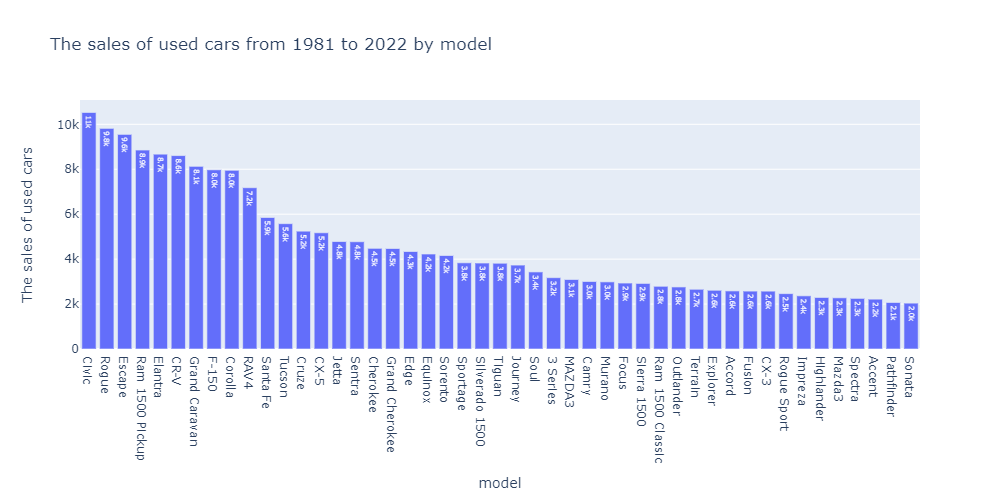 The sales of used cars from 1981 to 2022 by model
The sales of used cars
10k
8k
6k
4k
2k
0
11k
9.8k
9.6k
8.9k
8.7k
8.6k
8.1k
8.0k
8.0k
7.2k
5.9k
5.6k
5.2k
5.2k
4.8k
4.8k
4.5k
4.5k
4.3k
4.2k
4.2k
3.8k
3.8k
3.8k
3.7k
3.4k
3.2k
3.1k
3.0k
3.0k
2.9k
2.9k
2.8k
2.8k
2.7k
2.6k
2.6k
2.6k
2.6k
2.5k
2.4k
2.3k
2.3k
2.3k
2.2k
2.1k
2.0k
Civic
Rogue
Escape
Ram 1500 Pickup
Elantra
CR-V
Grand Caravan
F-150
Corolla
RAV4
Santa Fe
Tucson
Cruze
CX-5
Jetta
Sentra
Cherokee
Grand Cherokee
Edge
Equinox
Sorento
Sportage
Silverado 1500
Tiguan
Journey
Soul
3 Series
MAZDA3
Camry
Murano
Focus
Sierra 1500
Ram 1500 Classic
Outlander
Terrain
Explorer
Accord
Fusion
CX-3
Rogue Sport
Impreza
Highlander
Mazda3
Spectra
Accent
Pathfinder
Sonata
model